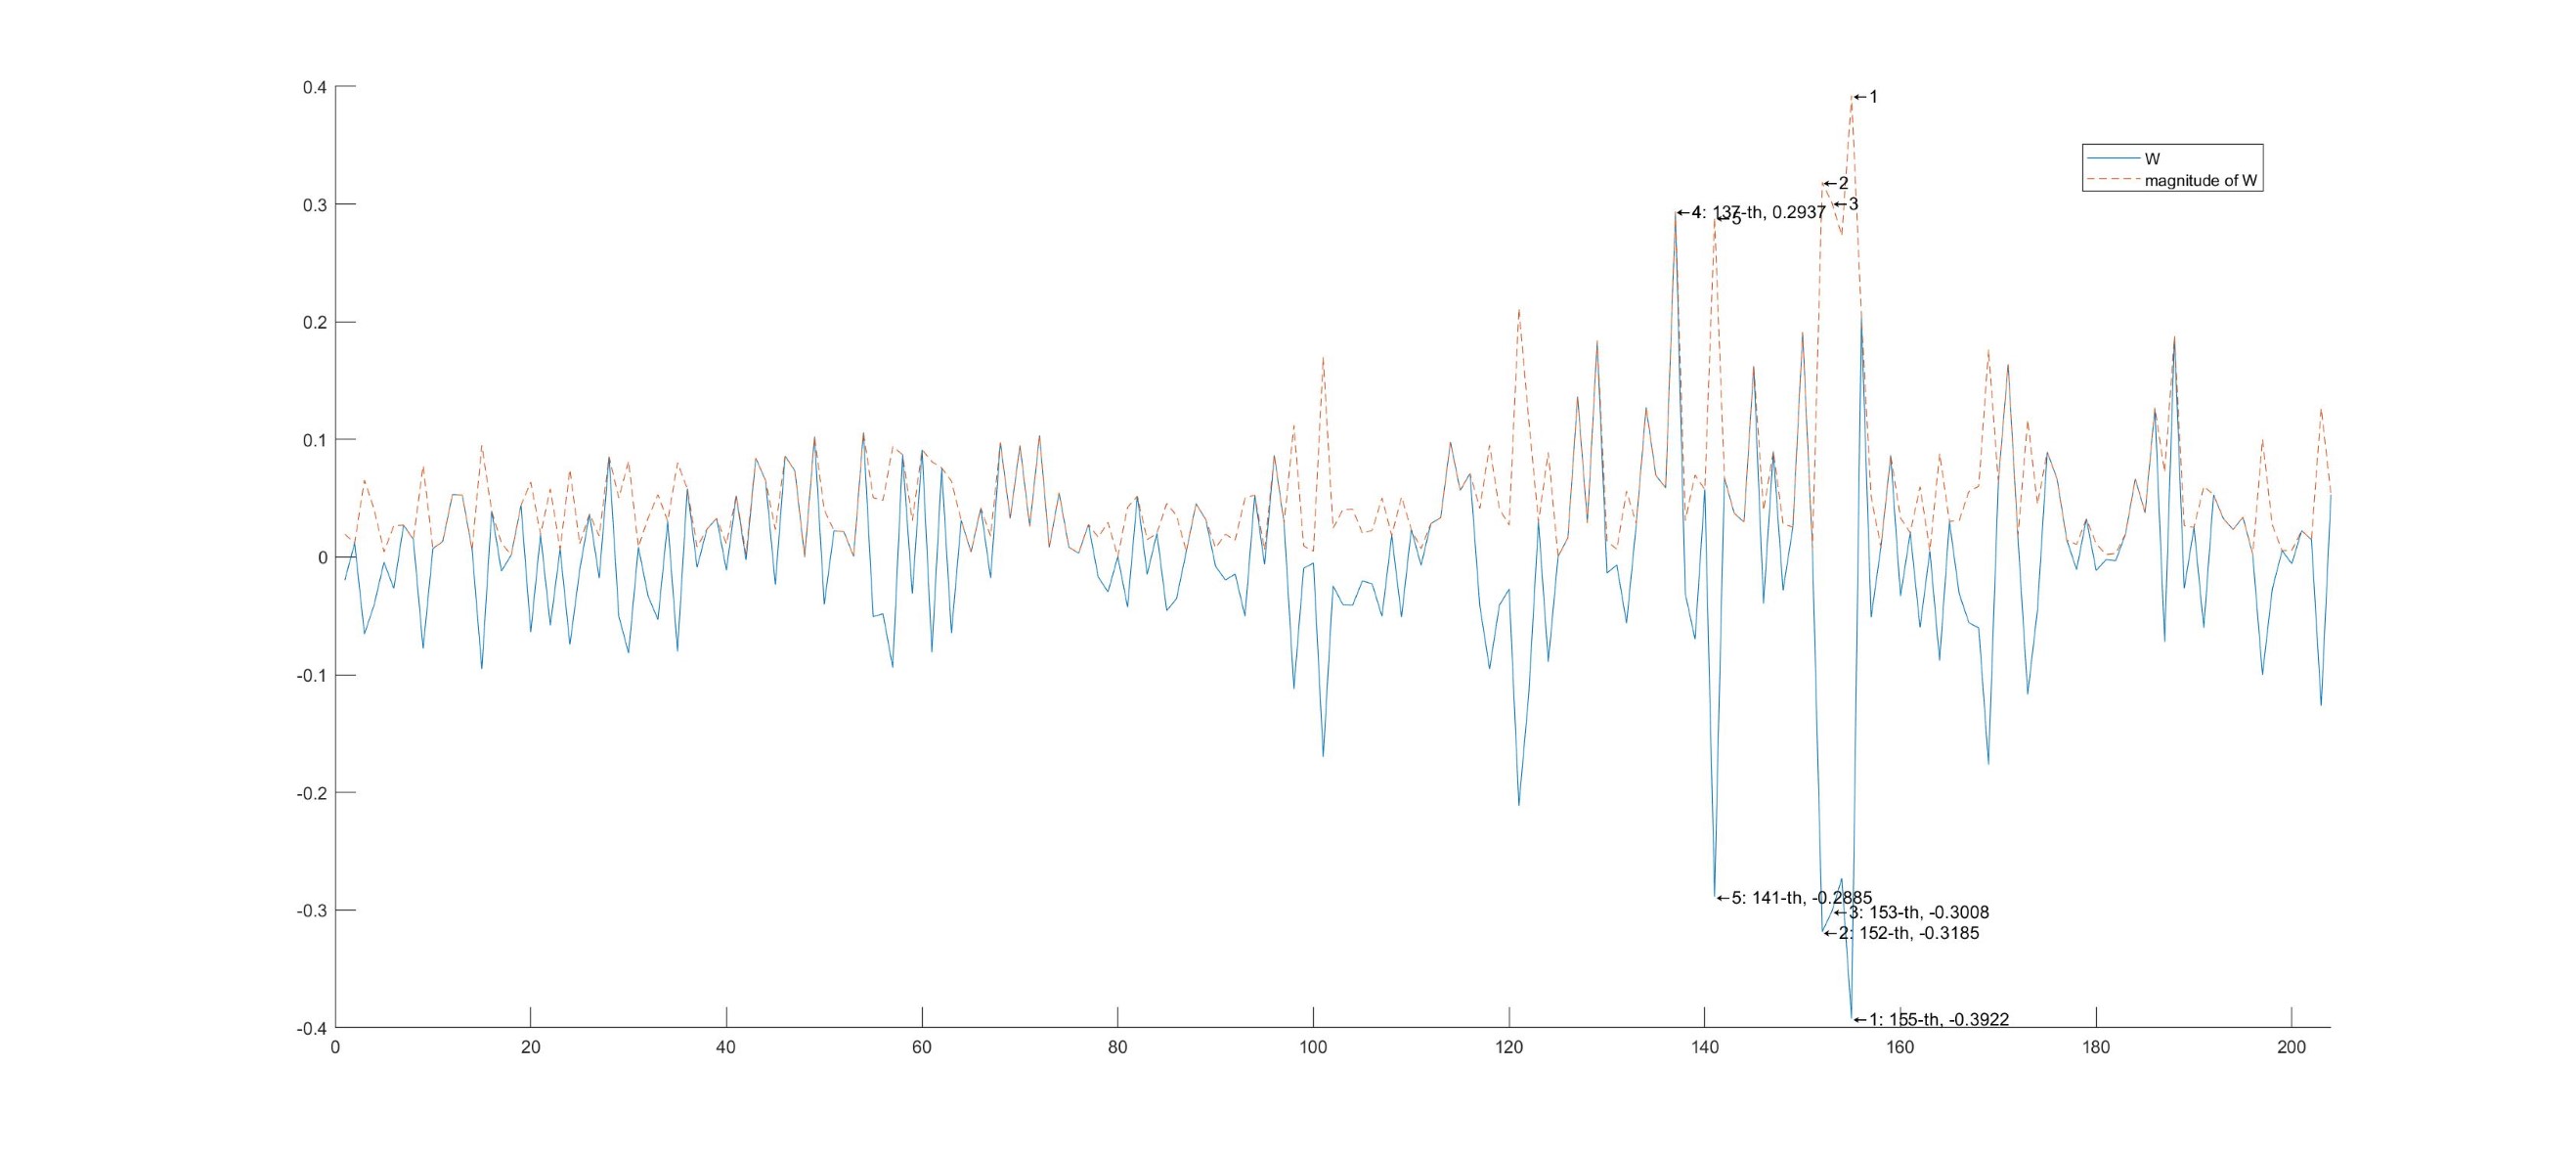 0.4
0.3
0.2
0.1
0
-0.1
-0.2
-0.3
-0.4
←1
←2
←3
←4: 137-th, 0.2937
←5
W
magnitude of W
←5: 141-th, -0.2885
←3: 153-th, -0.3008
←2: 152-th, -0.3185
←1: 155-th, -0.3922
0 20 40 60 80 100 120 140 160 180 200